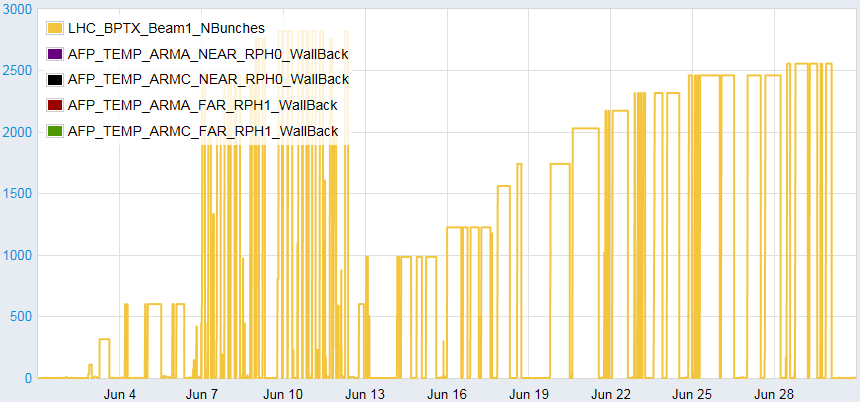 3000
LHC_BPTX_Beam1_NBunches
AFP_TEMP_ARMA_NEAR_RPH0_WallBack
2500
AFP_TEMP_ARMC_NEAR_RPH0_WallBack
AFP_TEMP_ARMA_FAR_RPH1_WallBack
2000
AFP_TEMP_ARMC_FAR_RPH1_WallBack
1500
1000
500
0
Jun 4 Jun 7 Jun 10 Jun 13 Jun 16 Jun 19 Jun 22 Jun 25 Jun 28